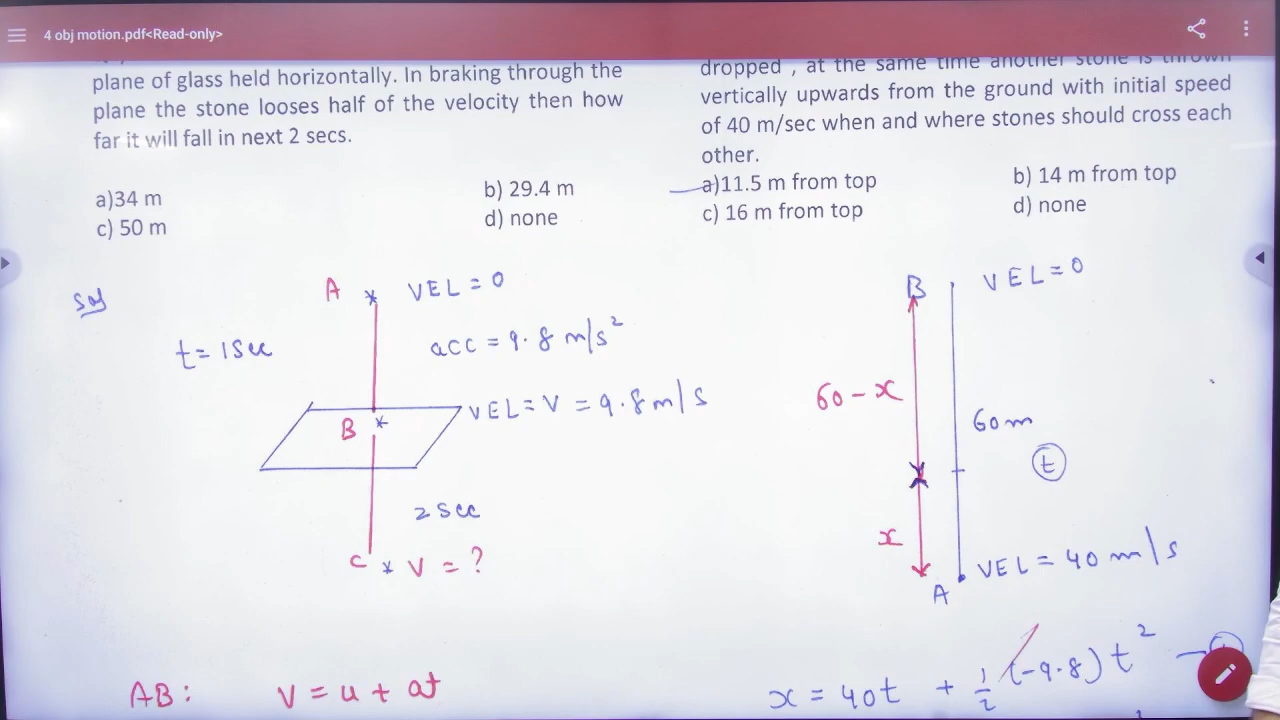 4 obj motion.pdf<Read-only>
plane of glass held horizontally. In braking through the
plane the stone looses half of the velocity then how
far it will fall in next 2 secs.
a)34 m
b) 29.4 m
c) 50 m
d) none
Sol
A
VEL = 0
t = 1 sec
acc = 9.8 m/s²
B
VEL = V = 9.8 m/s
2 sec
C
V = ?
AB :
V = u + at
dropped , at the same time another stone is thrown
vertically upwards from the ground with initial speed
of 40 m/sec when and where stones should cross each
other.
a)11.5 m from top
b) 14 m from top
c) 16 m from top
d) none
B
VEL = 0
60 - x
60m
t
x
VEL = 40 m/s
A
x = 40t + 1/2 (-9.8) t²